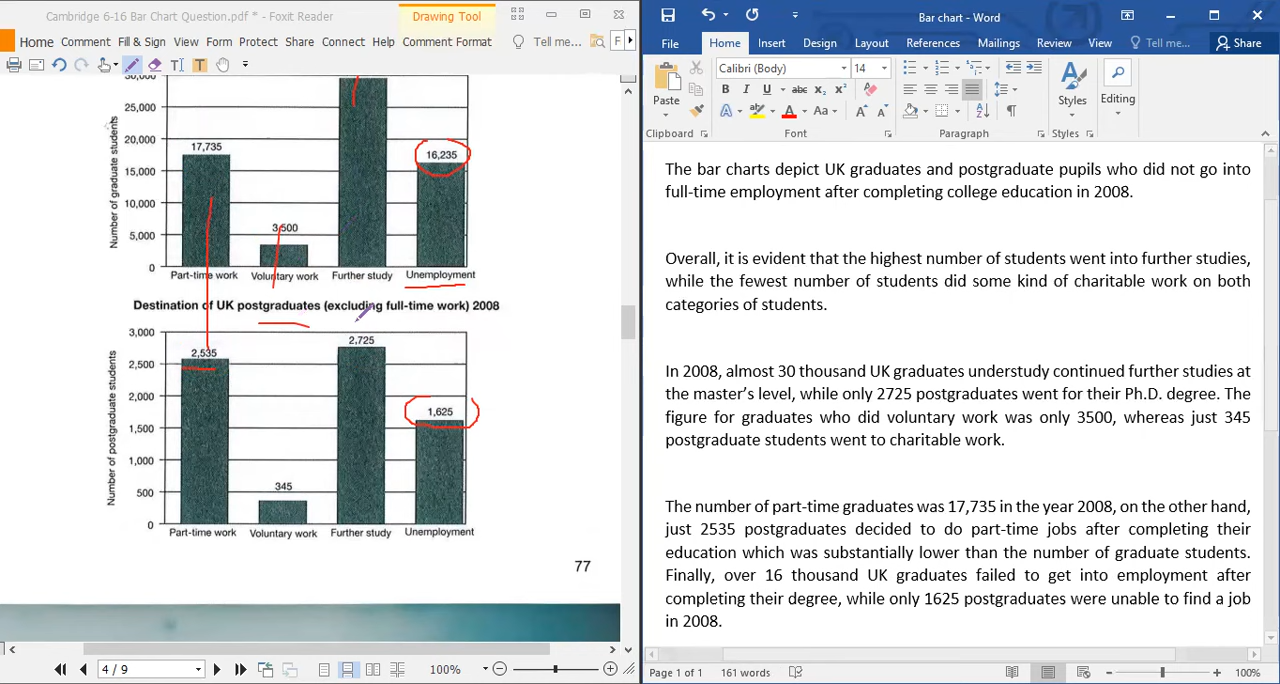 Cambridge 6-16 Bar Chart Question.pdf * - Foxit Reader
Drawing Tool
Home Comment Fill & Sign View Form Protect Share Connect Help Comment Format Tell me... F
30,000
25,000
20,000
15,000
10,000
5,000
0
Number of graduate students
17,735
3,500
16,235
Part-time work Voluntary work Further study Unemployment
Destination of UK postgraduates (excluding full-time work) 2008
3,000
2,500
2,000
1,500
1,000
500
0
Number of postgraduate students
2,535
345
2,725
1,625
Part-time work Voluntary work Further study Unemployment
77
4 / 9
100%
Bar chart - Word
File Home Insert Design Layout References Mailings Review View Tell me... Share
Paste
Calibri (Body) 14
B I U abc x₂ x²
A A Aa A A
Styles
Editing
Clipboard Font Paragraph Styles
The bar charts depict UK graduates and postgraduate pupils who did not go into
full-time employment after completing college education in 2008.
Overall, it is evident that the highest number of students went into further studies,
while the fewest number of students did some kind of charitable work on both
categories of students.
In 2008, almost 30 thousand UK graduates understudy continued further studies at
the master's level, while only 2725 postgraduates went for their Ph.D. degree. The
figure for graduates who did voluntary work was only 3500, whereas just 345
postgraduate students went to charitable work.
The number of part-time graduates was 17,735 in the year 2008, on the other hand,
just 2535 postgraduates decided to do part-time jobs after completing their
education which was substantially lower than the number of graduate students.
Finally, over 16 thousand UK graduates failed to get into employment after
completing their degree, while only 1625 postgraduates were unable to find a job
in 2008.
Page 1 of 1 161 words
100%